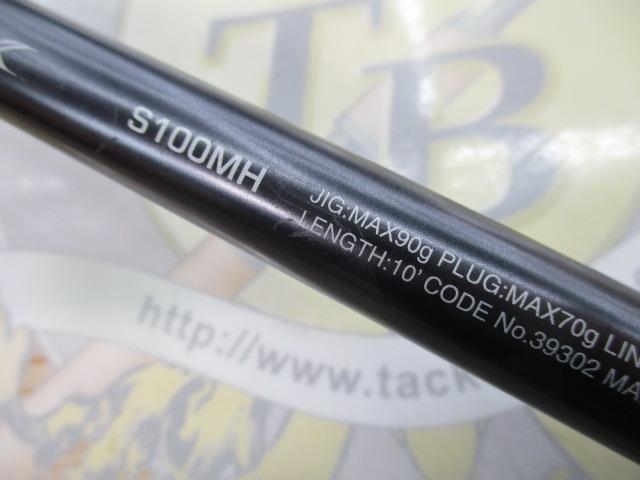 TB
S100MH
JIG:MAX90g PLUG:MAX70g LIN
LENGTH:10' CODE No.39302 MA
http://www.tack